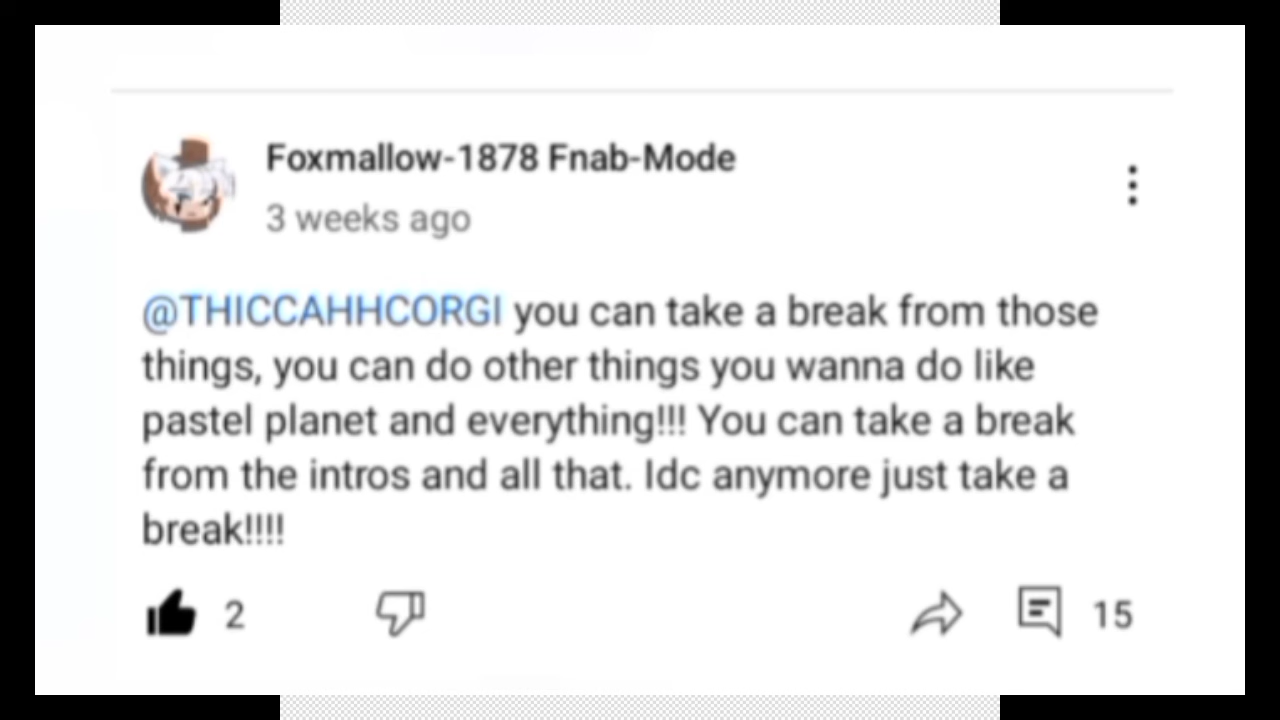 Foxmallow-1878 Fnab-Mode
3 weeks ago
@THICCAHHCORGI you can take a break from those
things, you can do other things you wanna do like
pastel planet and everything!!! You can take a break
from the intros and all that. Idc anymore just take a
break!!!!
2
15